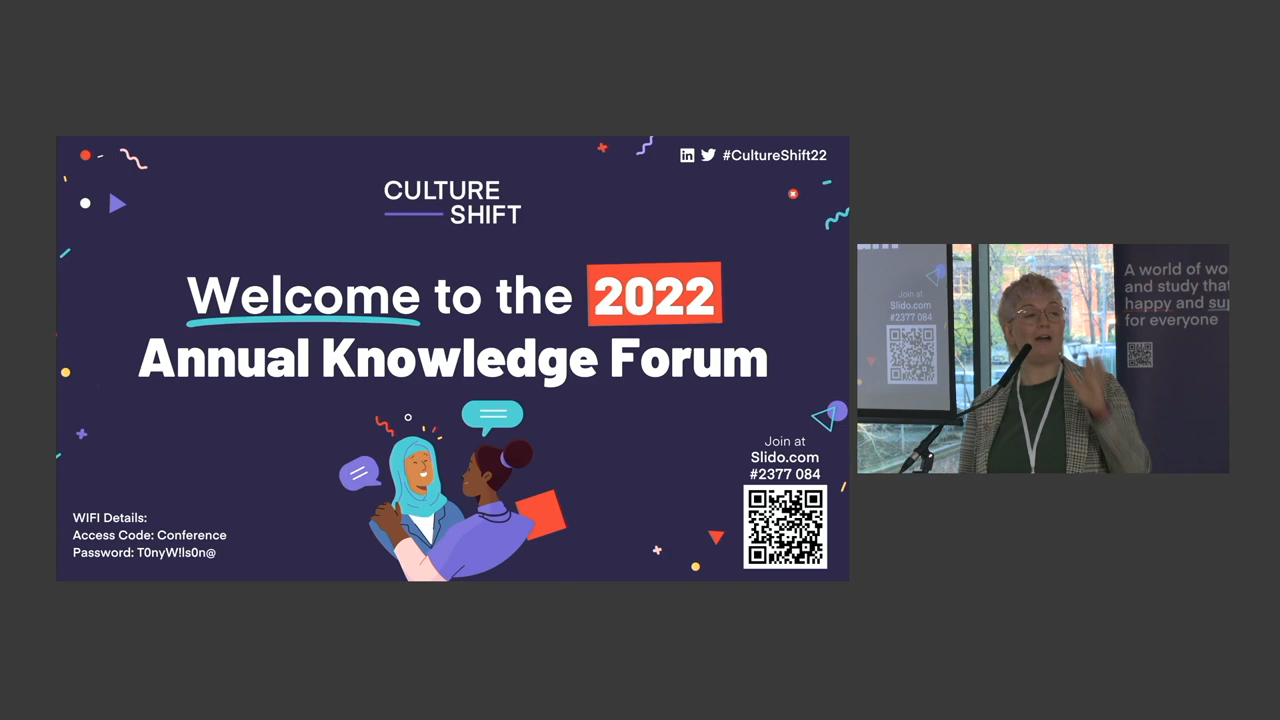 #CultureShift22
CULTURE
SHIFT
Welcome to the 2022
Annual Knowledge Forum
Join at
Slido.com
#2377 084
WIFI Details:
Access Code: Conference
Password: T0nyW!ls0n@
Join at
Slido.com
#2377 084
A world of wo
and study that
happy and sup
for everyone